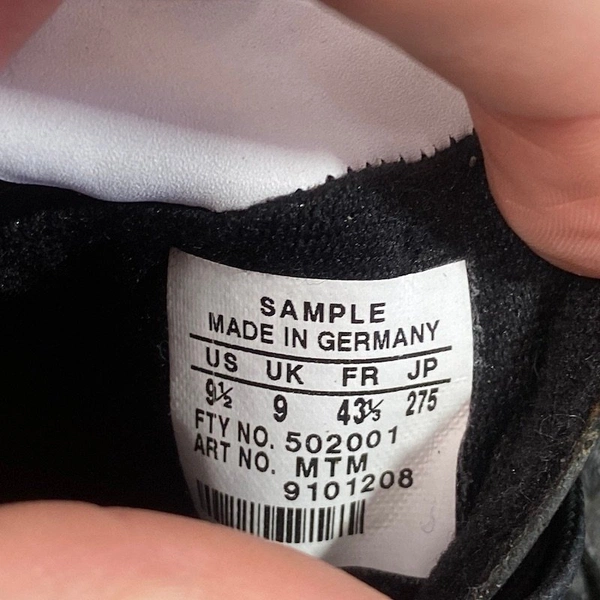 SAMPLE
MADE IN GERMANY
US UK FR JP
9½ 9 43⅓ 275
FTY NO. 502001
ART NO. MTM
9101208